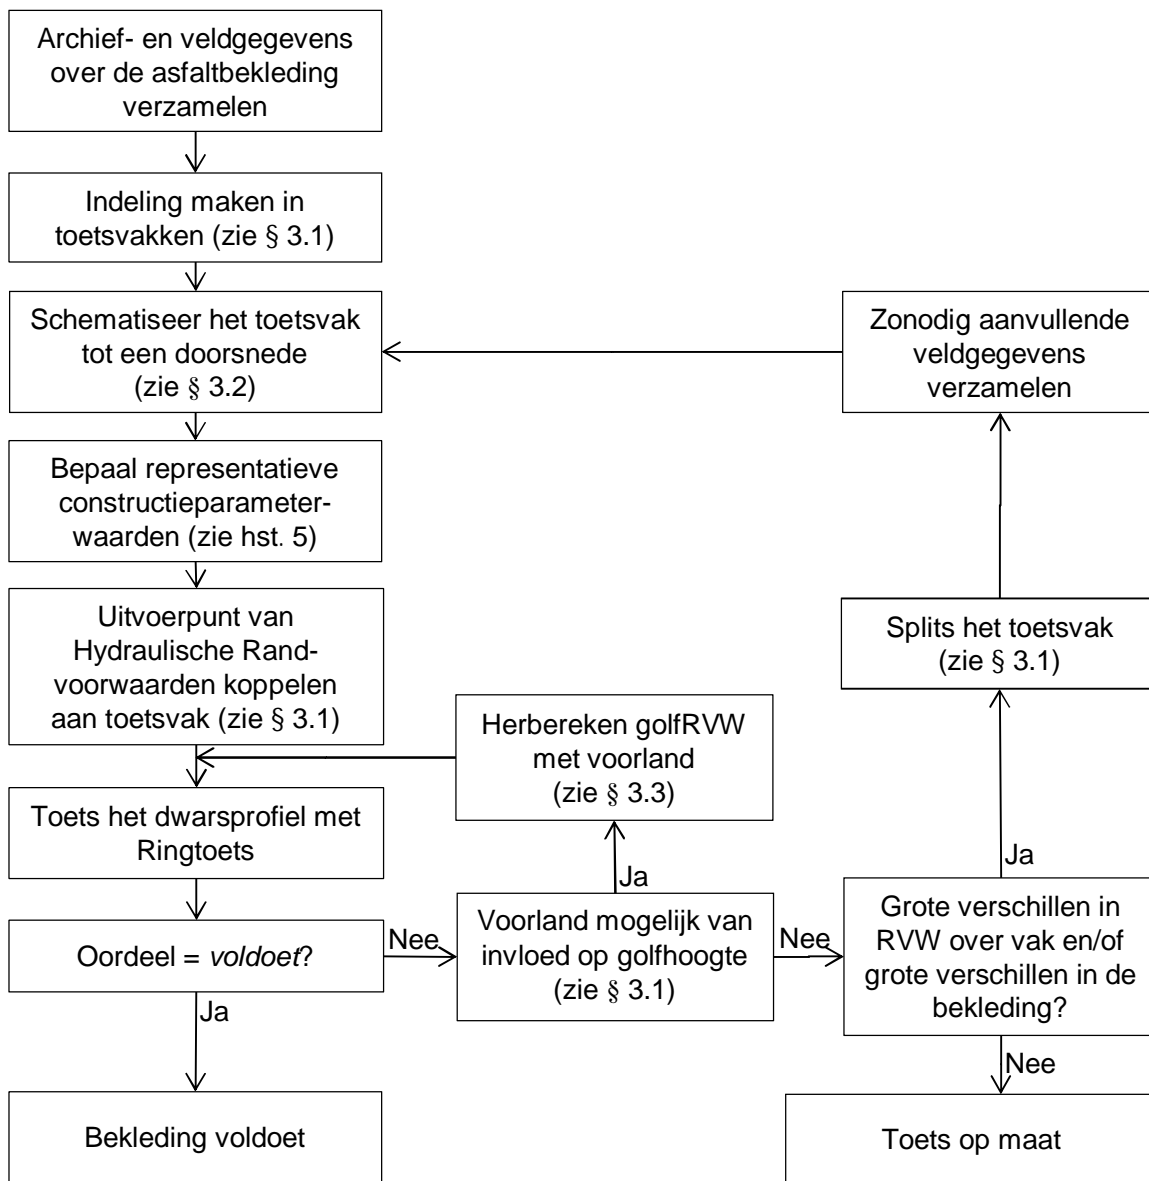 Archief- en veldgegevens
over de asfaltbekleding
verzamelen
Indeling maken in
toetsvakken (zie § 3.1)
Schematiseer het toetsvak
tot een doorsnede
(zie § 3.2)
Zonodig aanvullende
veldgegevens
verzamelen
Bepaal representatieve
constructieparameter-
waarden (zie hst. 5)
Uitvoerpunt van
Hydraulische Rand-
voorwaarden koppelen
aan toetsvak (zie § 3.1)
Splits het toetsvak
(zie § 3.1)
Herbereken golfRVW
met voorland
(zie § 3.3)
Toets het dwarsprofiel met
Ringtoets
Ja
Ja
Oordeel = voldoet?
Nee
Voorland mogelijk van
invloed op golfhoogte
(zie § 3.1)
Nee
Grote verschillen in
RVW over vak en/of
grote verschillen in de
bekleding?
Ja
Nee
Bekleding voldoet
Toets op maat